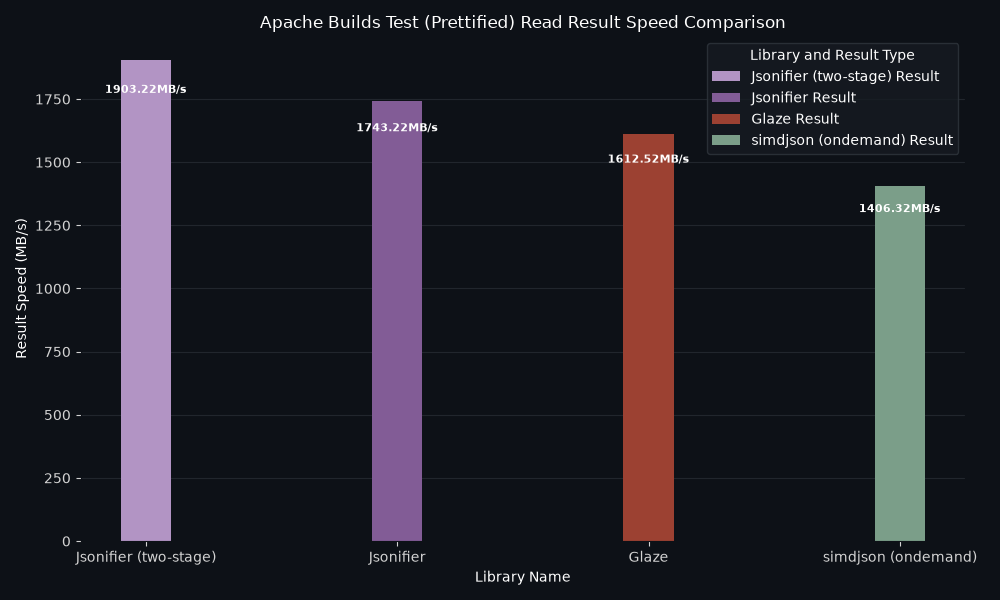 Apache Builds Test (Prettified) Read Result Speed Comparison
Library and Result Type
Jsonifier (two-stage) Result
Jsonifier Result
Glaze Result
simdjson (ondemand) Result
1903.22MB/s
1743.22MB/s
1612.52MB/s
1406.32MB/s
Result Speed (MB/s)
1750
1500
1250
1000
750
500
250
0
Jsonifier (two-stage)
Jsonifier
Glaze
simdjson (ondemand)
Library Name